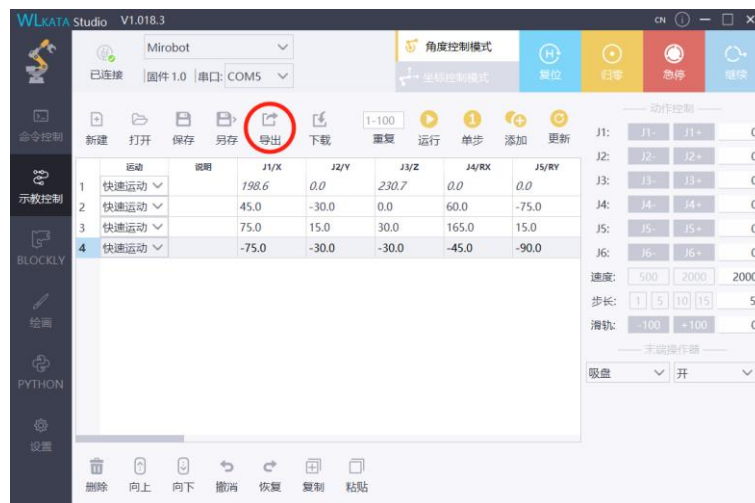 WLKATA Studio V1.018.3 CN
已连接 Mirobot
固件1.0 串口: COM5
角度控制模式
坐标控制模式
复位 归零 急停 继续
命令控制
示教控制
BLOCKLY
绘画
PYTHON
设置
新建 打开 保存 另存 导出 下载 1-100 重复 运行 单步 添加 更新
运动 说明 J1/X J2/Y J3/Z J4/RX J5/RY
1 快速运动 198.6 0.0 230.7 0.0 0.0
2 快速运动 45.0 -30.0 0.0 60.0 -75.0
3 快速运动 75.0 15.0 30.0 165.0 15.0
4 快速运动 -75.0 -30.0 -30.0 -45.0 -90.0
动作控制
J1: J1- J1+ 0
J2: J2- J2+ 0
J3: J3- J3+ 0
J4: J4- J4+ 0
J5: J5- J5+ 0
J6: J6- J6+ 0
速度: 500 2000 2000
步长: 1 5 10 15 5
滑轨: -100 +100 0
末端操作器
吸盘 开
删除 向上 向下 撤消 恢复 复制 粘贴